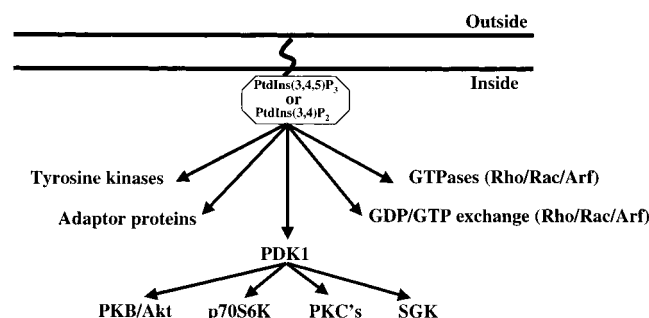 Outside
Inside
PtdIns(3,4,5)P3
or
PtdIns(3,4)P2
Tyrosine kinases
GTPases (Rho/Rac/Arf)
Adaptor proteins
GDP/GTP exchange (Rho/Rac/Arf)
PDK1
PKB/Akt p70S6K PKC's SGK